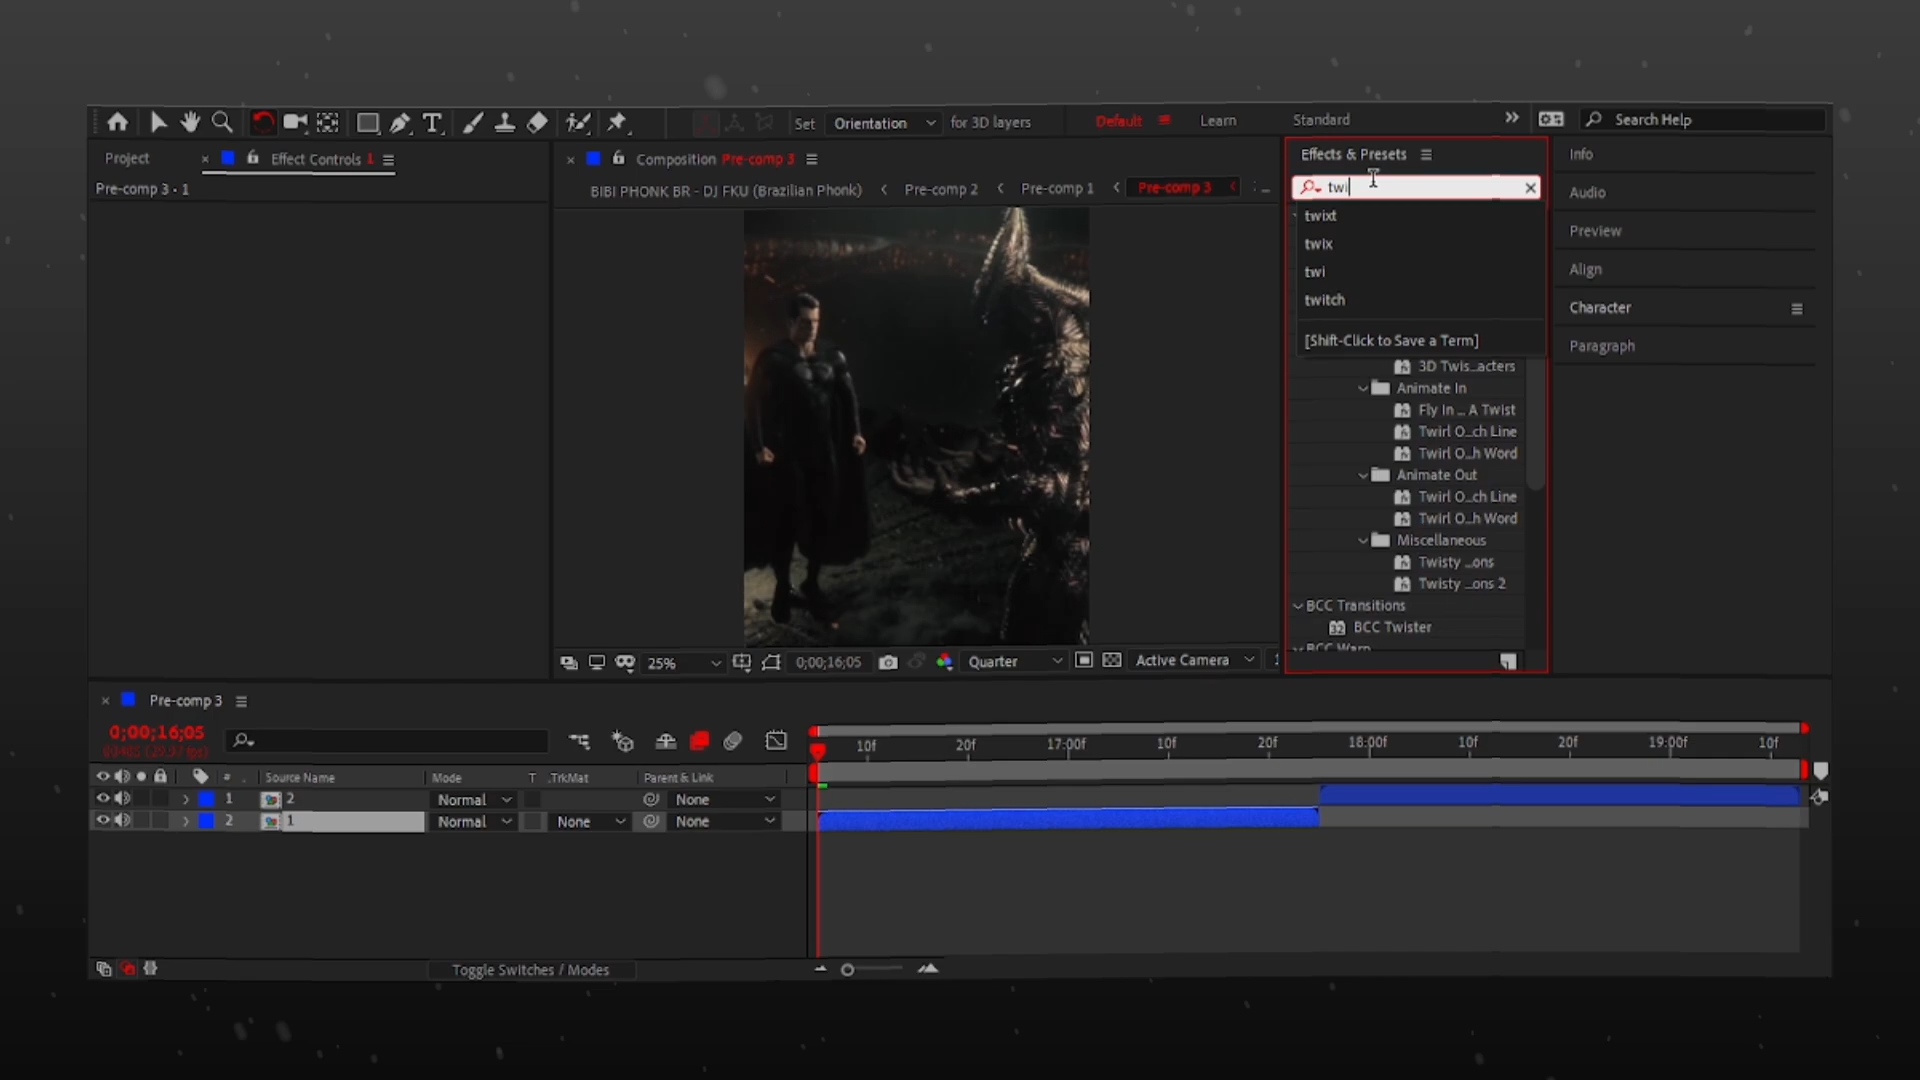 Set Orientation for 3D layers Default Learn Standard Search Help
Project Effect Controls 1
Pre-comp 3 - 1
Composition Pre-comp 3
BIBI PHONK BR - DJ FKU (Brazilian Phonk) Pre-comp 2 Pre-comp 1 Pre-comp 3
Effects & Presets
twi
twixt
twix
twi
twitch
[Shift-Click to Save a Term]
3D Twis...acters
Animate In
Fly In ... A Twist
Twirl O...ch Line
Twirl O...h Word
Animate Out
Twirl O...ch Line
Twirl O...h Word
Miscellaneous
Twisty ...ons
Twisty ...ons 2
BCC Transitions
32 BCC Twister
BCC Warp
Info
Audio
Preview
Align
Character
Paragraph
25% 0;00;16;05 Quarter Active Camera
Pre-comp 3
0;00;16;05
10f 20f 17:00f 10f 20f 18:00f 10f 20f 19:00f 10f
# Source Name Mode T .TrkMat Parent & Link
1 2 Normal None
2 1 Normal None None
Toggle Switches / Modes